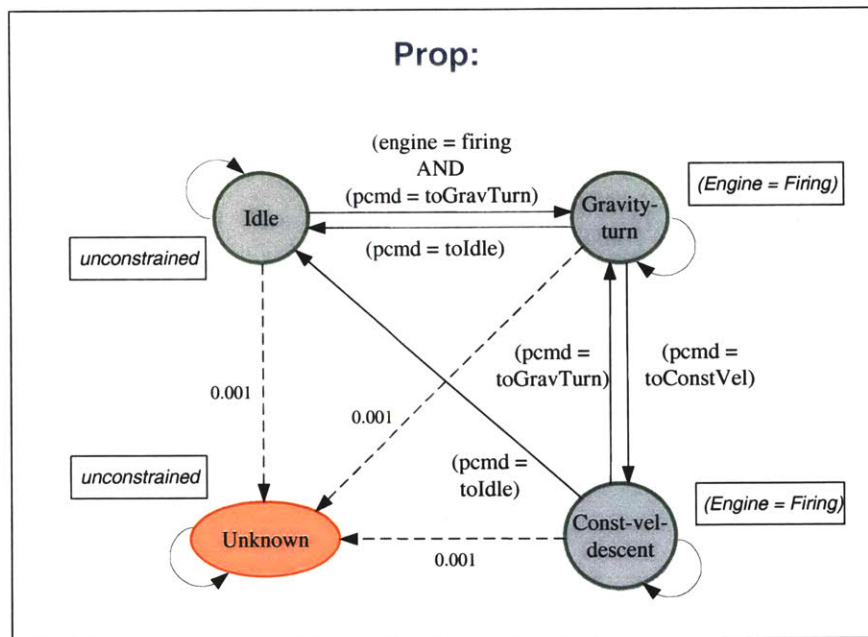 Prop:
(engine = firing
AND
(pcmd = toGravTurn)
(Engine = Firing)
Idle
Gravity-
turn
(pcmd = toIdle)
unconstrained
(pcmd =
toGravTurn)
(pcmd =
toConstVel)
0.001
0.001
unconstrained
(pcmd =
toIdle)
(Engine = Firing)
Unknown
0.001
Const-vel-
descent